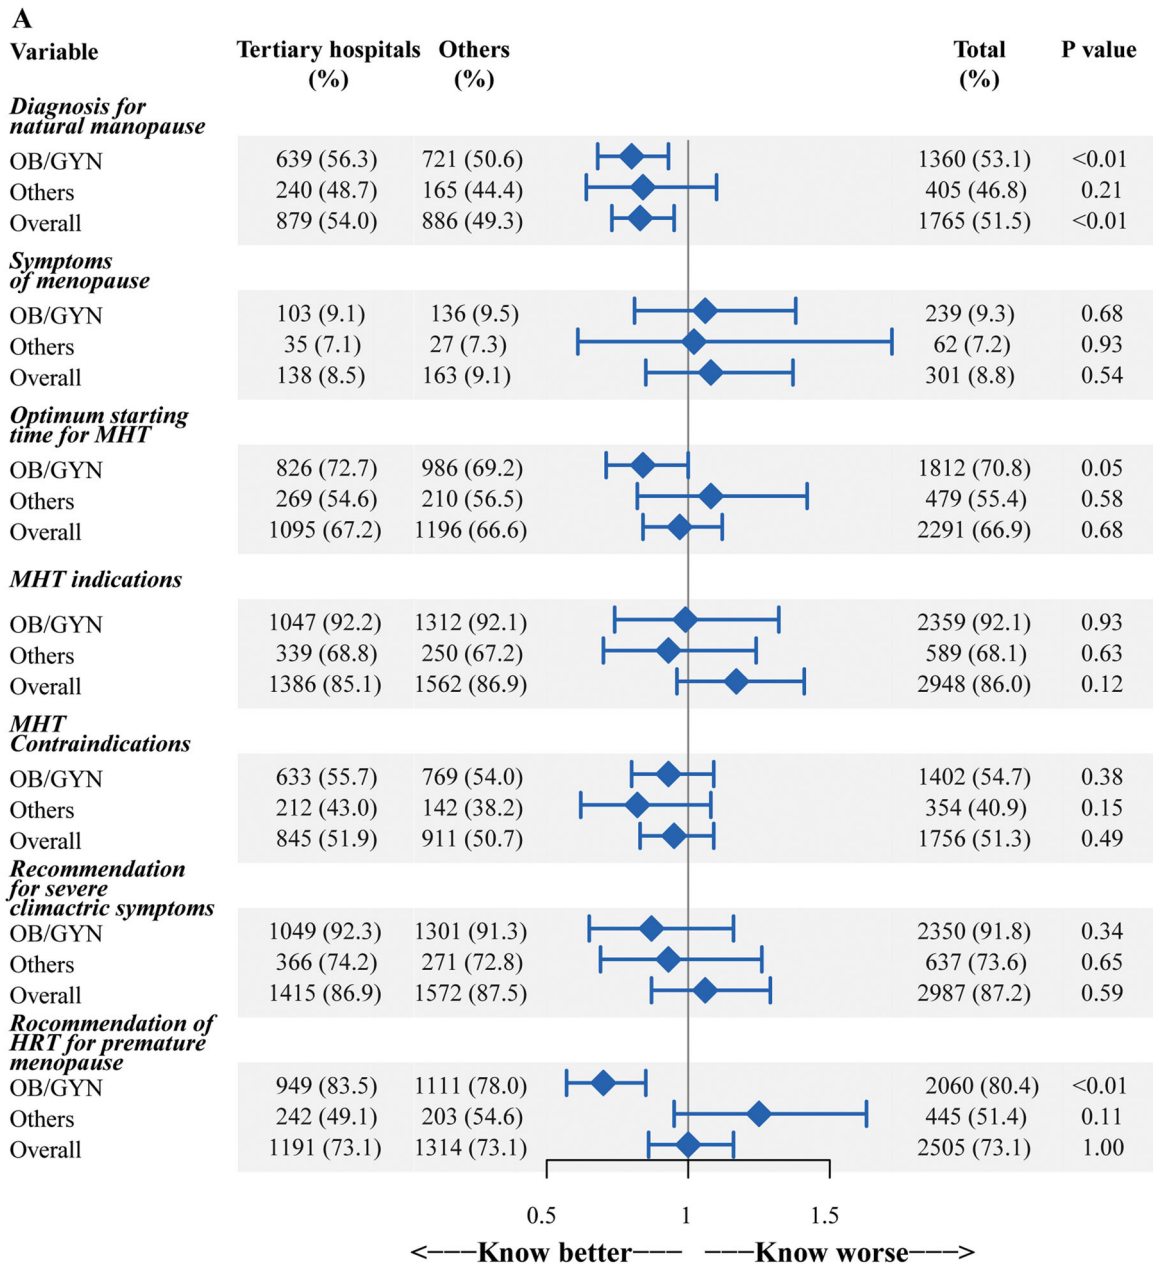 A
Variable Tertiary hospitals Others Total P value
(%) (%) (%)
Diagnosis for
natural manopause
OB/GYN 639 (56.3) 721 (50.6) 1360 (53.1) <0.01
Others 240 (48.7) 165 (44.4) 405 (46.8) 0.21
Overall 879 (54.0) 886 (49.3) 1765 (51.5) <0.01
Symptoms
of menopause
OB/GYN 103 (9.1) 136 (9.5) 239 (9.3) 0.68
Others 35 (7.1) 27 (7.3) 62 (7.2) 0.93
Overall 138 (8.5) 163 (9.1) 301 (8.8) 0.54
Optimum starting
time for MHT
OB/GYN 826 (72.7) 986 (69.2) 1812 (70.8) 0.05
Others 269 (54.6) 210 (56.5) 479 (55.4) 0.58
Overall 1095 (67.2) 1196 (66.6) 2291 (66.9) 0.68
MHT indications
OB/GYN 1047 (92.2) 1312 (92.1) 2359 (92.1) 0.93
Others 339 (68.8) 250 (67.2) 589 (68.1) 0.63
Overall 1386 (85.1) 1562 (86.9) 2948 (86.0) 0.12
MHT
Contraindications
OB/GYN 633 (55.7) 769 (54.0) 1402 (54.7) 0.38
Others 212 (43.0) 142 (38.2) 354 (40.9) 0.15
Overall 845 (51.9) 911 (50.7) 1756 (51.3) 0.49
Recommendation
for severe
climactric symptoms
OB/GYN 1049 (92.3) 1301 (91.3) 2350 (91.8) 0.34
Others 366 (74.2) 271 (72.8) 637 (73.6) 0.65
Overall 1415 (86.9) 1572 (87.5) 2987 (87.2) 0.59
Rocommendation of
HRT for premature
menopause
OB/GYN 949 (83.5) 1111 (78.0) 2060 (80.4) <0.01
Others 242 (49.1) 203 (54.6) 445 (51.4) 0.11
Overall 1191 (73.1) 1314 (73.1) 2505 (73.1) 1.00
0.5 1 1.5
<---Know better--- ---Know worse--->